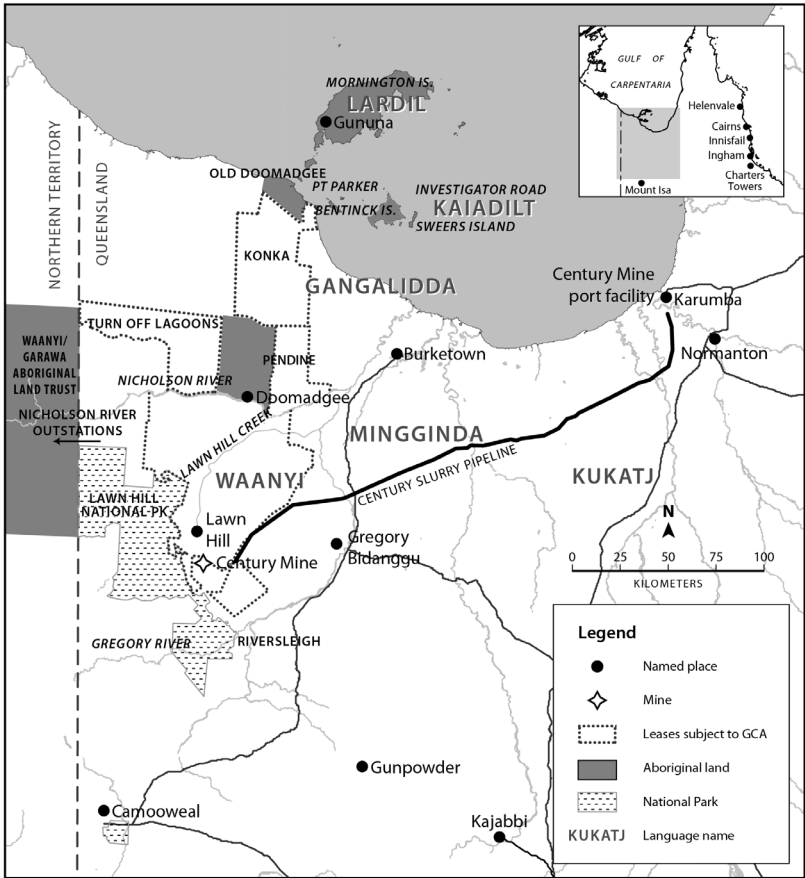 MORNINGTON IS.
LARDIL
Gununa
OLD DOOMADGEE
PT PARKER
BENTINCK IS.
INVESTIGATOR ROAD
KAIADILT
SWEERS ISLAND
NORTHERN TERRITORY
QUEENSLAND
KONKA
GANGALIDDA
Century Mine
port facility
Karumba
Normanton
TURN OFF LAGOONS
WAANYI/
GARAWA
ABORIGINAL
LAND TRUST
PENDINE
Burketown
NICHOLSON RIVER
Doomadgee
NICHOLSON RIVER
OUTSTATIONS
LAWN HILL CREEK
MINGGINDA
WAANYI
CENTURY SLURRY PIPELINE
KUKATJ
LAWN HILL
NATIONAL PK
Lawn
Hill
Century Mine
Gregory
Bidanggu
GREGORY RIVER
RIVERSLEIGH
Gunpowder
Camooweal
Kajabbi
N
0 25 50 75 100
KILOMETERS
GULF OF
CARPENTARIA
Helenvale
Cairns
Innisfail
Ingham
Charters
Towers
Mount Isa
Legend
Named place
Mine
Leases subject to GCA
Aboriginal land
National Park
KUKATJ Language name